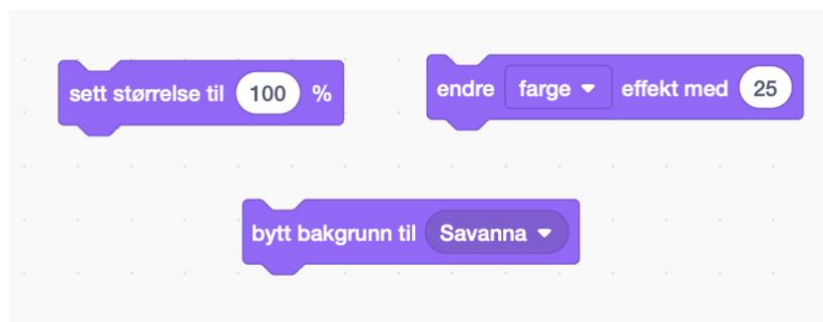 sett størrelse til 100 %
endre farge effekt med 25
bytt bakgrunn til Savanna